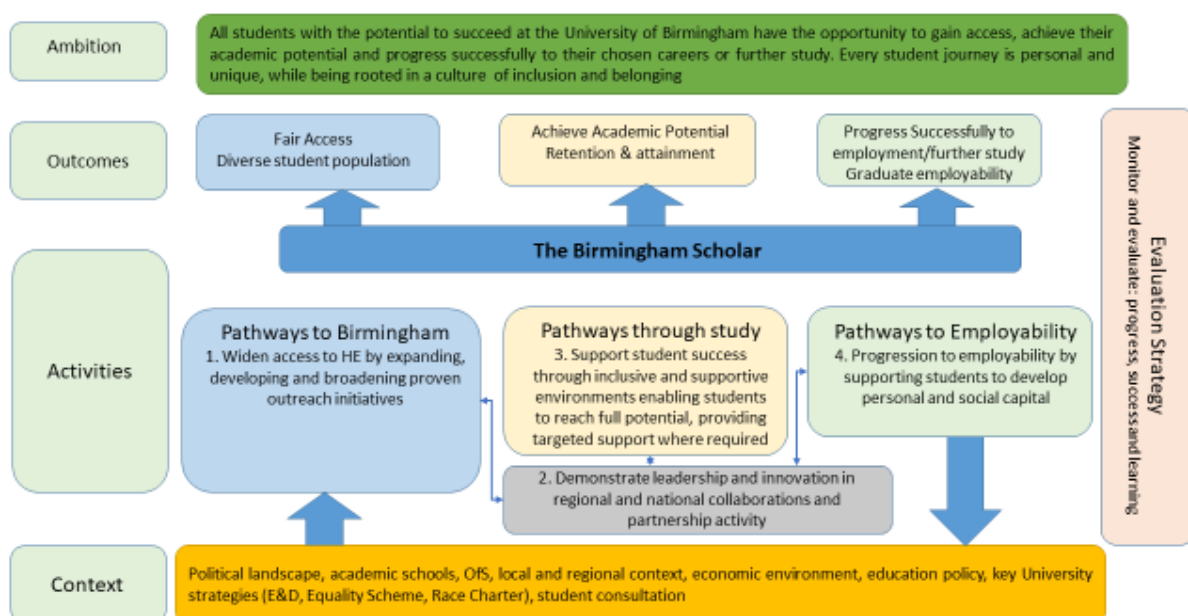 Ambition
All students with the potential to succeed at the University of Birmingham have the opportunity to gain access, achieve their
academic potential and progress successfully to their chosen careers or further study. Every student journey is personal and
unique, while being rooted in a culture of inclusion and belonging
Outcomes
Fair Access
Diverse student population
Achieve Academic Potential
Retention & attainment
Progress Successfully to
employment/further study
Graduate employability
The Birmingham Scholar
Activities
Pathways to Birmingham
1. Widen access to HE by expanding,
developing and broadening proven
outreach initiatives
Pathways through study
3. Support student success
through inclusive and supportive
environments enabling students
to reach full potential, providing
targeted support where required
Pathways to Employability
4. Progression to employability by
supporting students to develop
personal and social capital
2. Demonstrate leadership and innovation in
regional and national collaborations and
partnership activity
Context
Political landscape, academic schools, OfS, local and regional context, economic environment, education policy, key University
strategies (E&D, Equality Scheme, Race Charter), student consultation
Evaluation Strategy
Monitor and evaluate: progress, success and learning